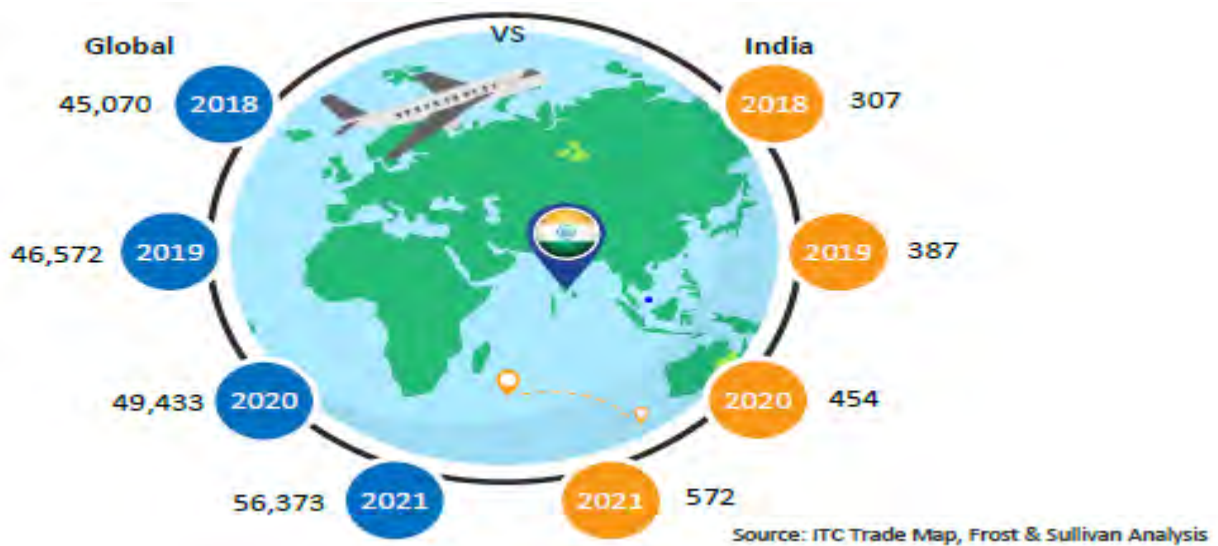 VS
Global
India
45,070 2018
2018 307
46,572 2019
2019 387
49,433 2020
2020 454
56,373 2021
2021 572
Source: ITC Trade Map, Frost & Sullivan Analysis